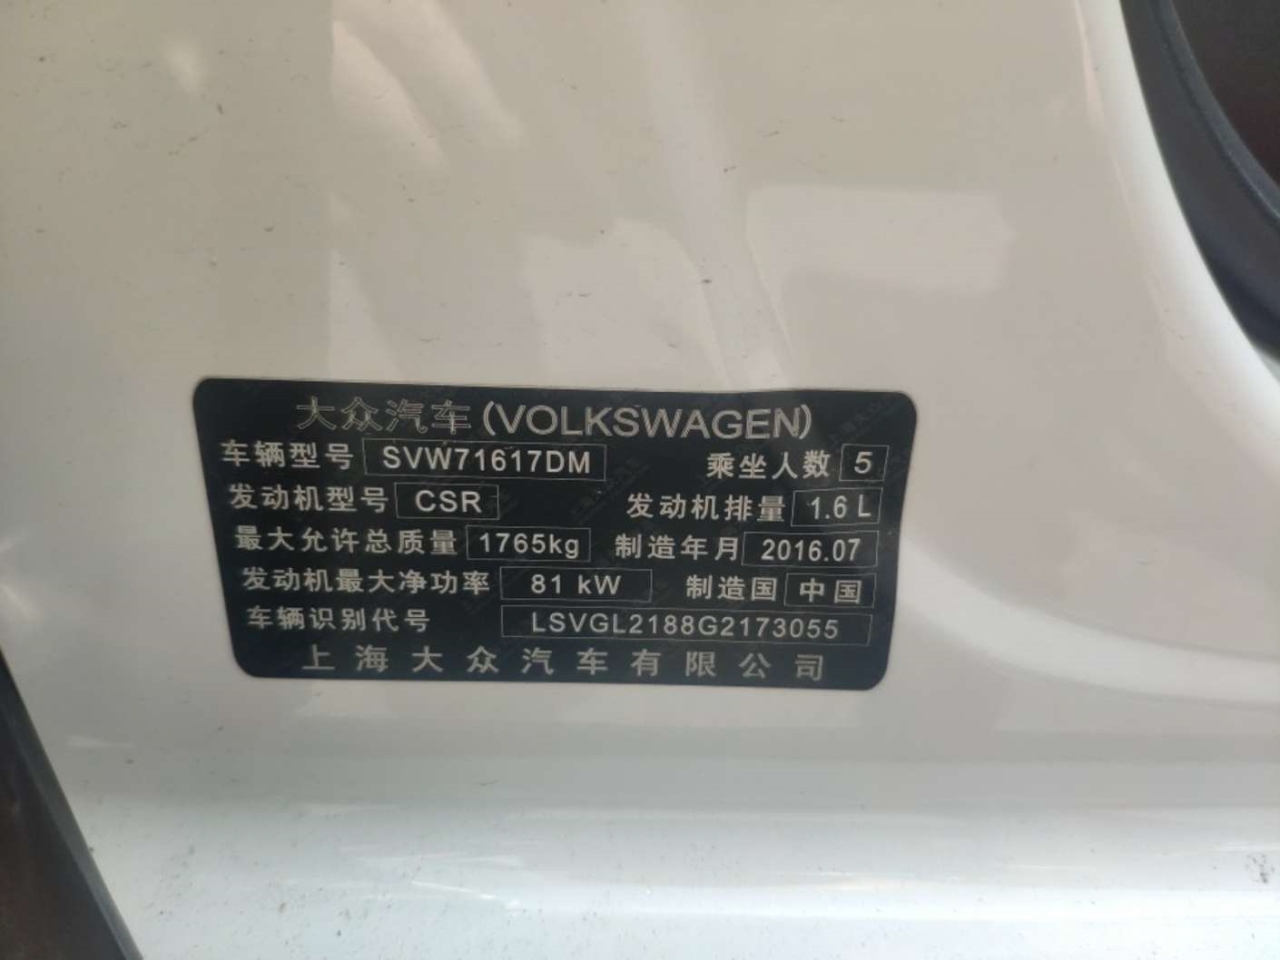 大众汽车(VOLKSWAGEN)
车辆型号 SVW71617DM 乘坐人数 5
发动机型号 CSR 发动机排量 1.6 L
最大允许总质量 1765kg 制造年月 2016.07
发动机最大净功率 81 kW 制造国 中国
车辆识别代号 LSVGL2188G2173055
上海大众汽车有限公司